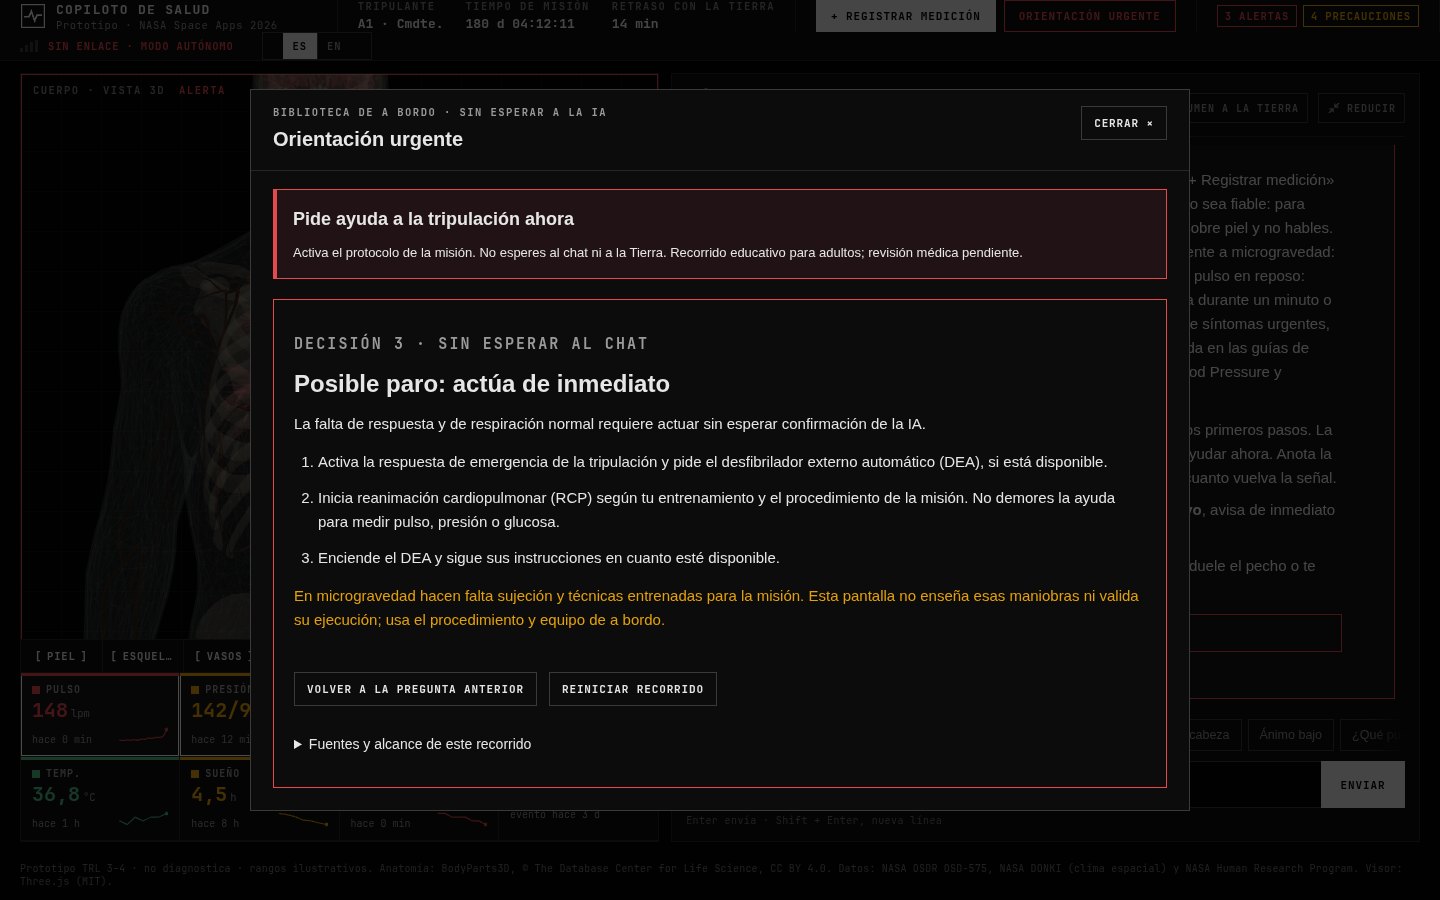 COPILOTO DE SALUD
Prototipo · NASA Space Apps 2026
TRIPULANTE
A1 · Cmdte.
TIEMPO DE MISIÓN
180 d 04:12:11
RETRASO CON LA TIERRA
14 min
+ REGISTRAR MEDICIÓN
ORIENTACIÓN URGENTE
3 ALERTAS
4 PRECAUCIONES
SIN ENLACE · MODO AUTÓNOMO
ES
EN
CUERPO · VISTA 3D
ALERTA
UMEN A LA TIERRA
REDUCIR
BIBLIOTECA DE A BORDO · SIN ESPERAR A LA IA
Orientación urgente
CERRAR ×
Pide ayuda a la tripulación ahora
Activa el protocolo de la misión. No esperes al chat ni a la Tierra. Recorrido educativo para adultos; revisión médica pendiente.
DECISIÓN 3 · SIN ESPERAR AL CHAT
Posible paro: actúa de inmediato
La falta de respuesta y de respiración normal requiere actuar sin esperar confirmación de la IA.
1. Activa la respuesta de emergencia de la tripulación y pide el desfibrilador externo automático (DEA), si está disponible.
2. Inicia reanimación cardiopulmonar (RCP) según tu entrenamiento y el procedimiento de la misión. No demores la ayuda
para medir pulso, presión o glucosa.
3. Enciende el DEA y sigue sus instrucciones en cuanto esté disponible.
En microgravedad hacen falta sujeción y técnicas entrenadas para la misión. Esta pantalla no enseña esas maniobras ni valida
su ejecución; usa el procedimiento y equipo de a bordo.
VOLVER A LA PREGUNTA ANTERIOR
REINICIAR RECORRIDO
Fuentes y alcance de este recorrido
+ Registrar medición»
o sea fiable: para
obre piel y no hables.
ente a microgravedad:
pulso en reposo:
a durante un minuto o
e síntomas urgentes,
da en las guías de
od Pressure y
os primeros pasos. La
yudar ahora. Anota la
cuanto vuelva la señal.
vo, avisa de inmediato
duele el pecho o te
[ PIEL ]
[ ESQUEL… ]
[ VASOS ]
PULSO
148 lpm
hace 8 min
PRESIÓN
142/9
hace 12 mi
TEMP.
36,8 °C
hace 1 h
SUEÑO
4,5 h
hace 8 h
hace 0 min
evento hace 3 d
cabeza
Ánimo bajo
¿Qué pu
ENVIAR
Enter envía · Shift + Enter, nueva línea
Prototipo TRL 3-4 · no diagnostica · rangos ilustrativos. Anatomía: BodyParts3D, © The Database Center for Life Science, CC BY 4.0. Datos: NASA OSDR OSD-575, NASA DONKI (clima espacial) y NASA Human Research Program. Visor:
Three.js (MIT).